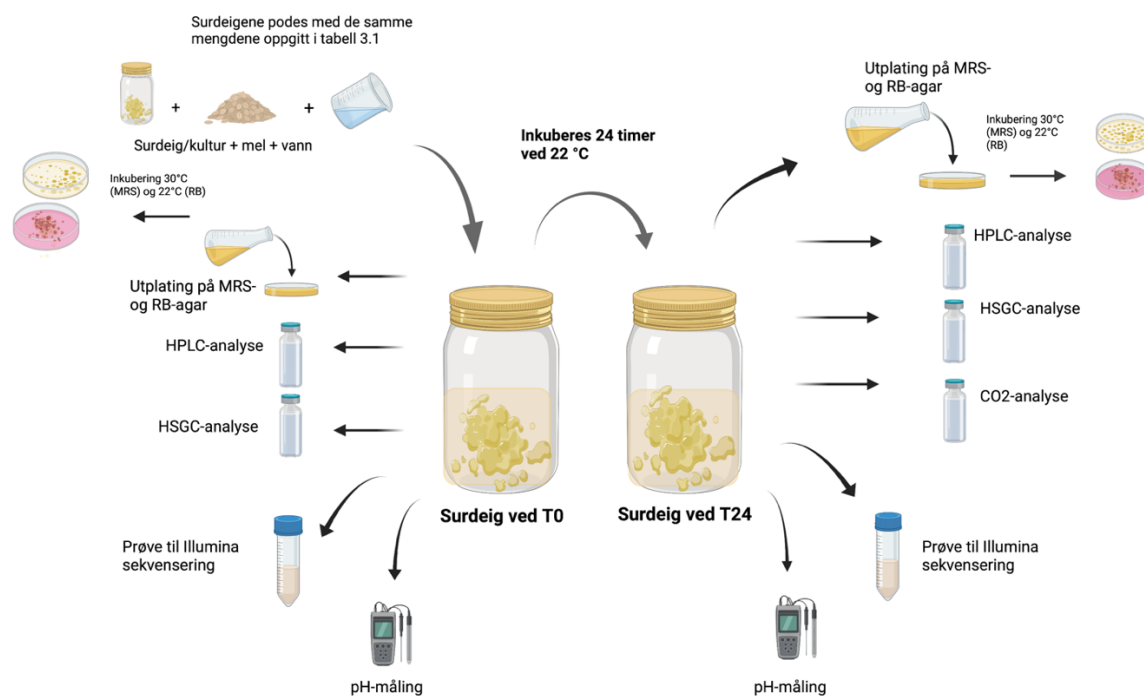 Surdeigene podes med de samme
mengdene oppgitt i tabell 3.1
+
+
Surdeig/kultur + mel + vann
Inkubering 30°C
(MRS) og 22°C (RB)
Utplating på MRS-
og RB-agar
HPLC-analyse
HSGC-analyse
Prøve til Illumina
sekvensering
pH-måling
Surdeig ved T0
Inkuberes 24 timer
ved 22 °C
Surdeig ved T24
Utplating på MRS-
og RB-agar
Inkubering 30°C
(MRS) og 22°C
(RB)
HPLC-analyse
HSGC-analyse
CO2-analyse
Prøve til Illumina
sekvensering
pH-måling